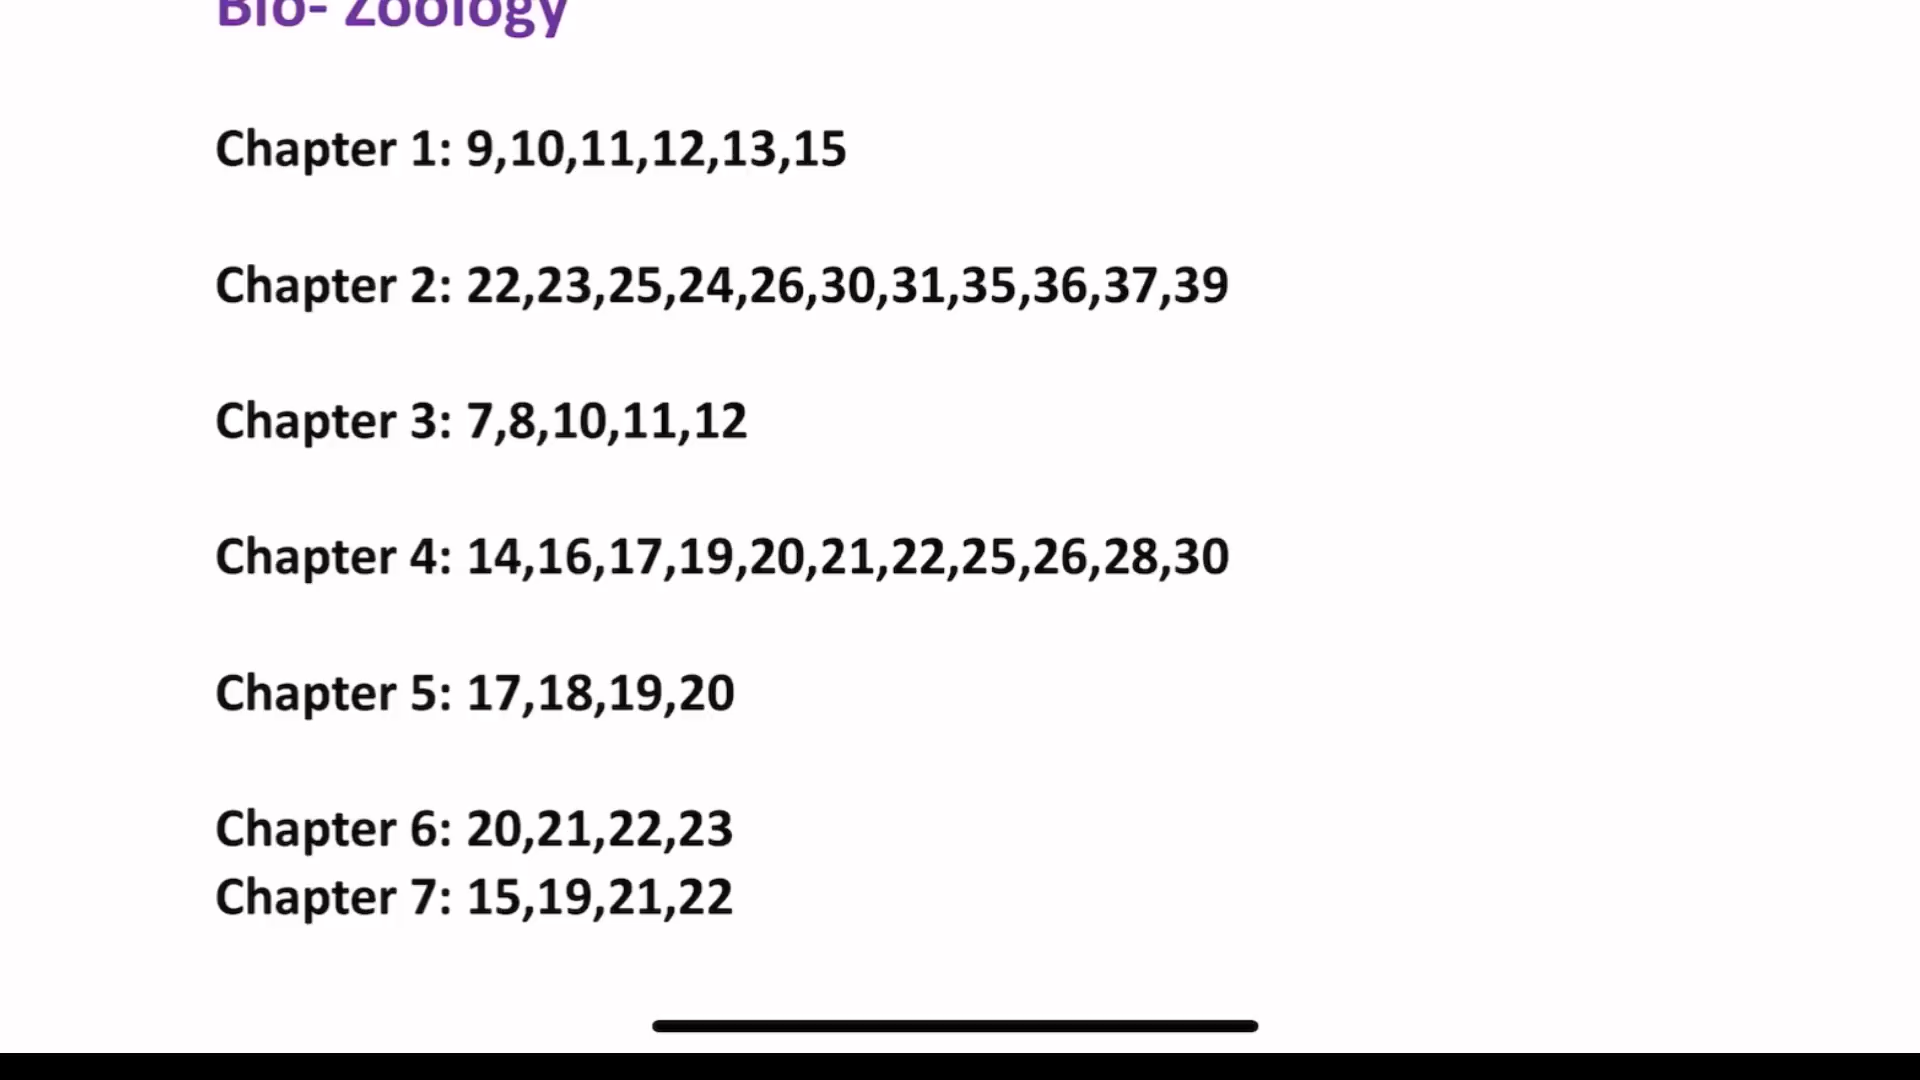 Bio- Zoology
Chapter 1: 9,10,11,12,13,15
Chapter 2: 22,23,25,24,26,30,31,35,36,37,39
Chapter 3: 7,8,10,11,12
Chapter 4: 14,16,17,19,20,21,22,25,26,28,30
Chapter 5: 17,18,19,20
Chapter 6: 20,21,22,23
Chapter 7: 15,19,21,22